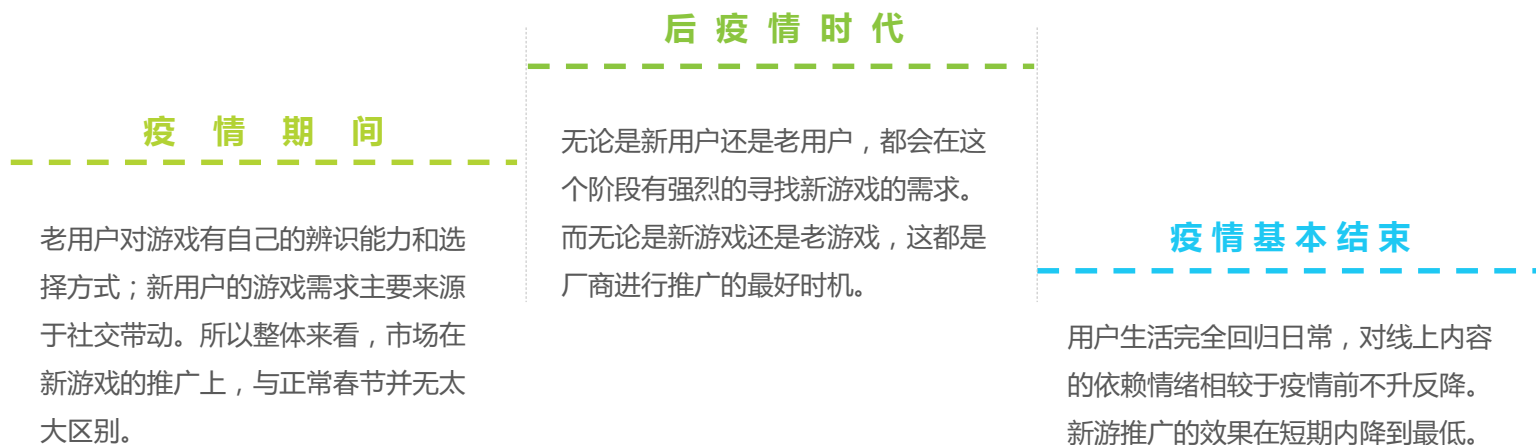 疫情期间
老用户对游戏有自己的辨识能力和选
择方式；新用户的游戏需求主要来源
于社交带动。所以整体来看，市场在
新游戏的推广上，与正常春节并无太
大区别。
后疫情时代
无论是新用户还是老用户，都会在这
个阶段有强烈的寻找新游戏的需求。
而无论是新游戏还是老游戏，这都是
厂商进行推广的最好时机。
疫情基本结束
用户生活完全回归日常，对线上内容
的依赖情绪相较于疫情前不升反降。
新游推广的效果在短期内降到最低。